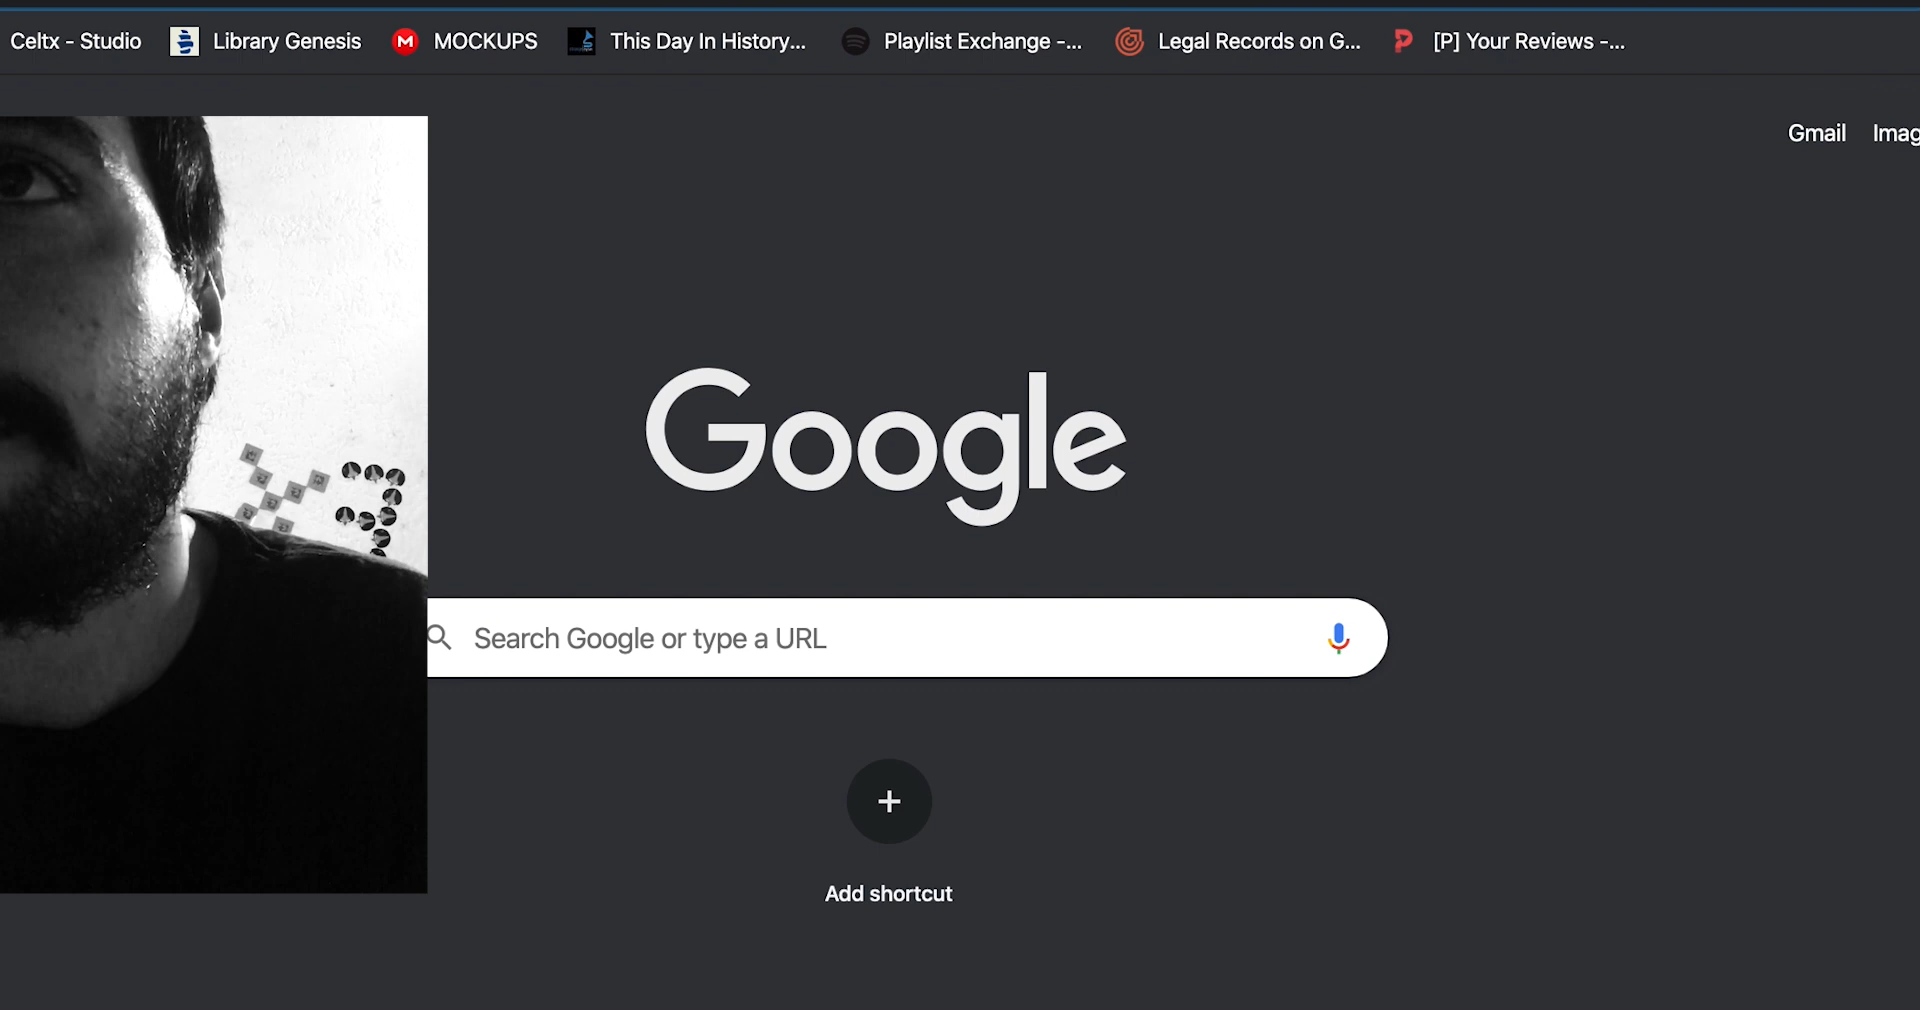 Celtx - Studio Library Genesis MOCKUPS This Day In History... Playlist Exchange -... Legal Records on G... [P] Your Reviews -...
Gmail Imag
Google
Search Google or type a URL
Add shortcut